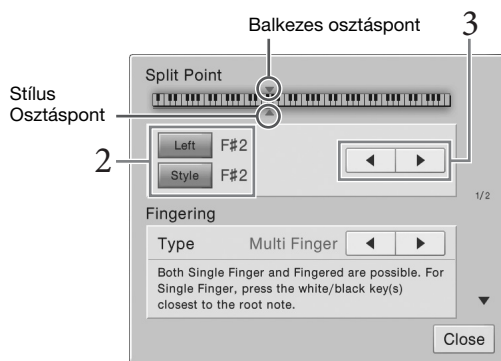 Balkezes osztáspont
3
Split Point
Stílus
Osztáspont
2
Left F♯2
Style F♯2
1/2
Fingering
Type Multi Finger
Both Single Finger and Fingered are possible. For
Single Finger, press the white/black key(s)
closest to the root note.
Close